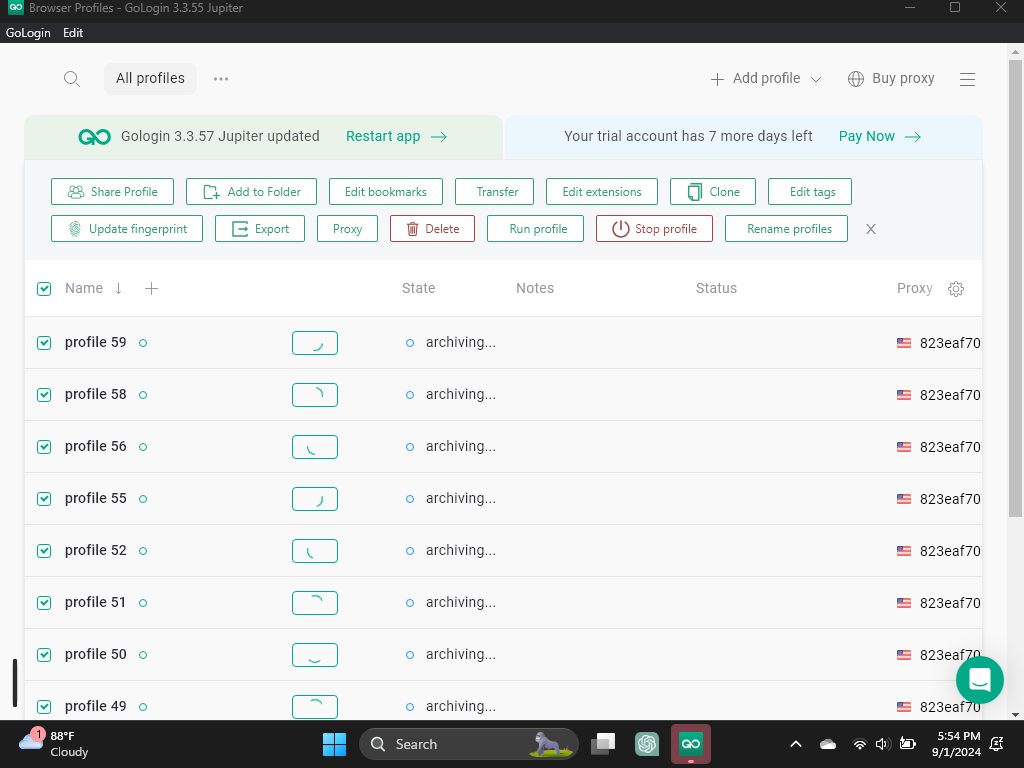 Browser Profiles - GoLogin 3.3.55 Jupiter
GoLogin Edit
All profiles
Add profile
Buy proxy
Gologin 3.3.57 Jupiter updated Restart app
Your trial account has 7 more days left Pay Now
Share Profile Add to Folder Edit bookmarks Transfer Edit extensions Clone Edit tags
Update fingerprint Export Proxy Delete Run profile Stop profile Rename profiles X
Name State Notes Status Proxy
profile 59 archiving... 823eaf70
profile 58 archiving... 823eaf70
profile 56 archiving... 823eaf70
profile 55 archiving... 823eaf70
profile 52 archiving... 823eaf70
profile 51 archiving... 823eaf70
profile 50 archiving... 823eaf70
profile 49 archiving... 823eaf70
1
88°F
Cloudy
Search
5:54 PM
9/1/2024